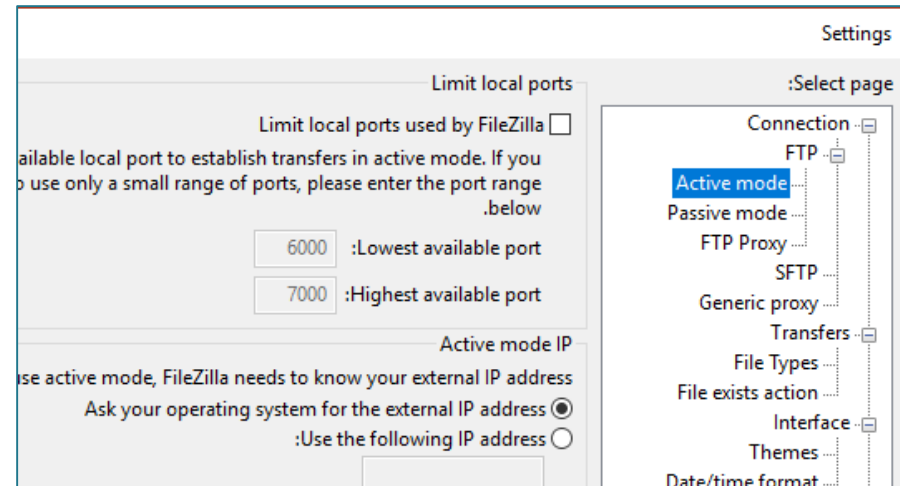 Settings
:Select page
Connection
FTP
Active mode
Passive mode
FTP Proxy
SFTP
Generic proxy
Transfers
File Types
File exists action
Interface
Themes
Date/time format
Limit local ports
Limit local ports used by FileZilla
local port to establish transfers in active mode. If you
use only a small range of ports, please enter the port range
.below
6000 :Lowest available port
7000 :Highest available port
Active mode IP
active mode, FileZilla needs to know your external IP address
Ask your operating system for the external IP address
:Use the following IP address